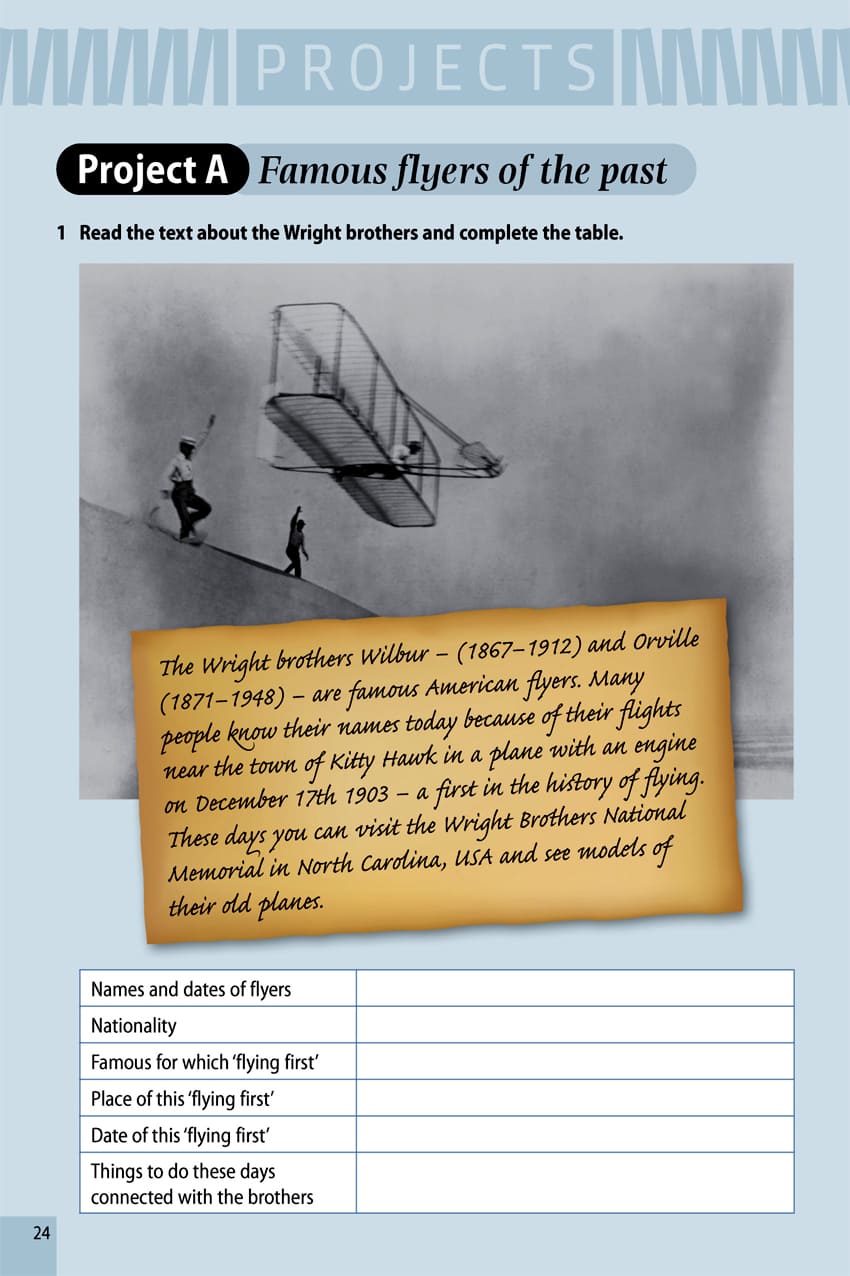 PROJECTS
Project A Famous flyers of the past
1 Read the text about the Wright brothers and complete the table.
The Wright brothers Wilbur – (1867–1912) and Orville
(1871–1948) – are famous American flyers. Many
people know their names today because of their flights
near the town of Kitty Hawk in a plane with an engine
on December 17th 1903 – a first in the history of flying.
These days you can visit the Wright Brothers National
Memorial in North Carolina, USA and see models of
their old planes.
Names and dates of flyers
Nationality
Famous for which ‘flying first’
Place of this ‘flying first’
Date of this ‘flying first’
Things to do these days
connected with the brothers
24